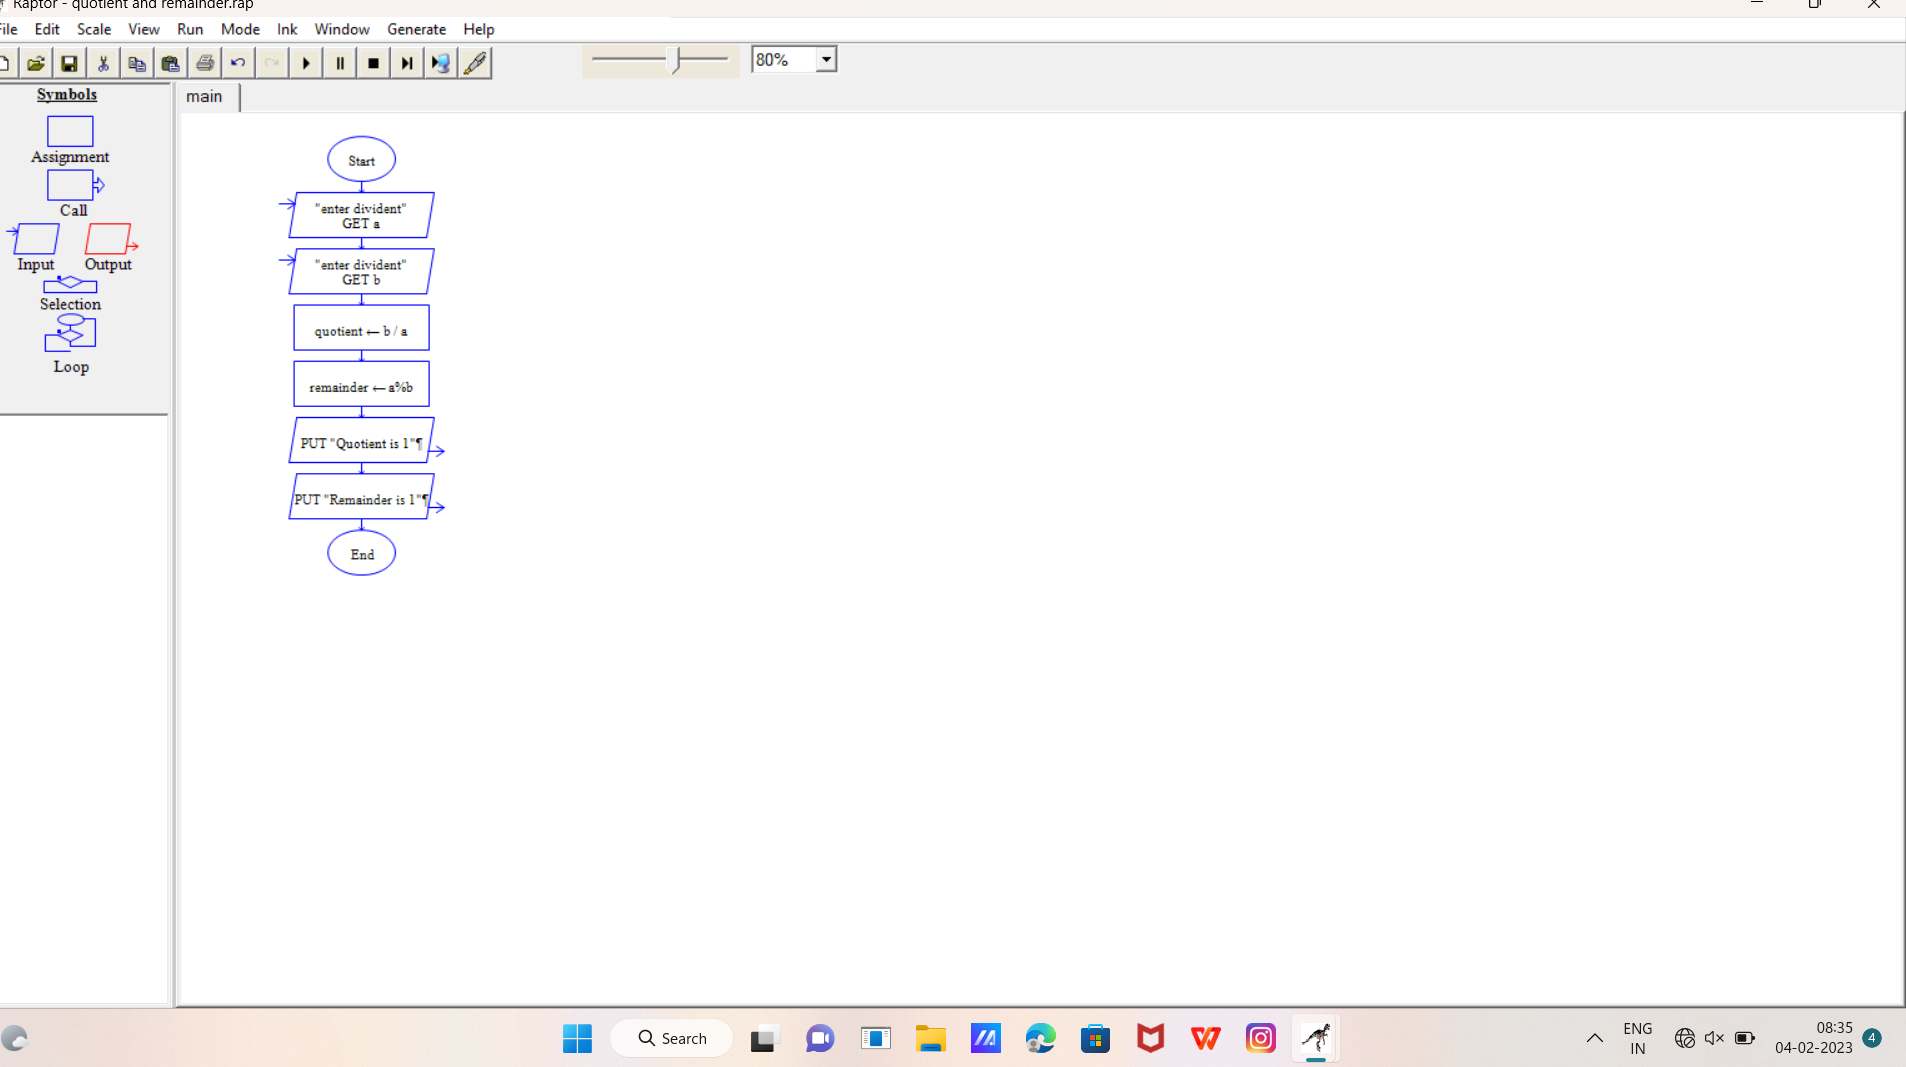 Raptor - quotient and remainder.rap
File Edit Scale View Run Mode Ink Window Generate Help
80%
Symbols
main
Assignment
Call
Input Output
Selection
Loop
Start
"enter divident"
GET a
"enter divident"
GET b
quotient ← b / a
remainder ← a%b
PUT "Quotient is 1"¶
PUT "Remainder is 1"¶
End
Search
ENG
IN
08:35
04-02-2023
4